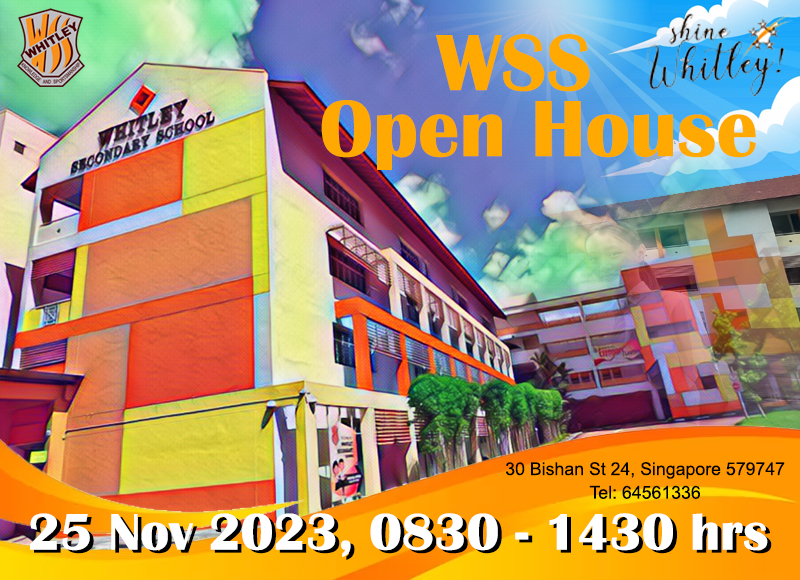 WSS
WHITLEY
WSS
Open House
shine
Whitley!
WHITLEY
SECONDARY SCHOOL
30 Bishan St 24, Singapore 579747
Tel: 64561336
25 Nov 2023, 0830 - 1430 hrs